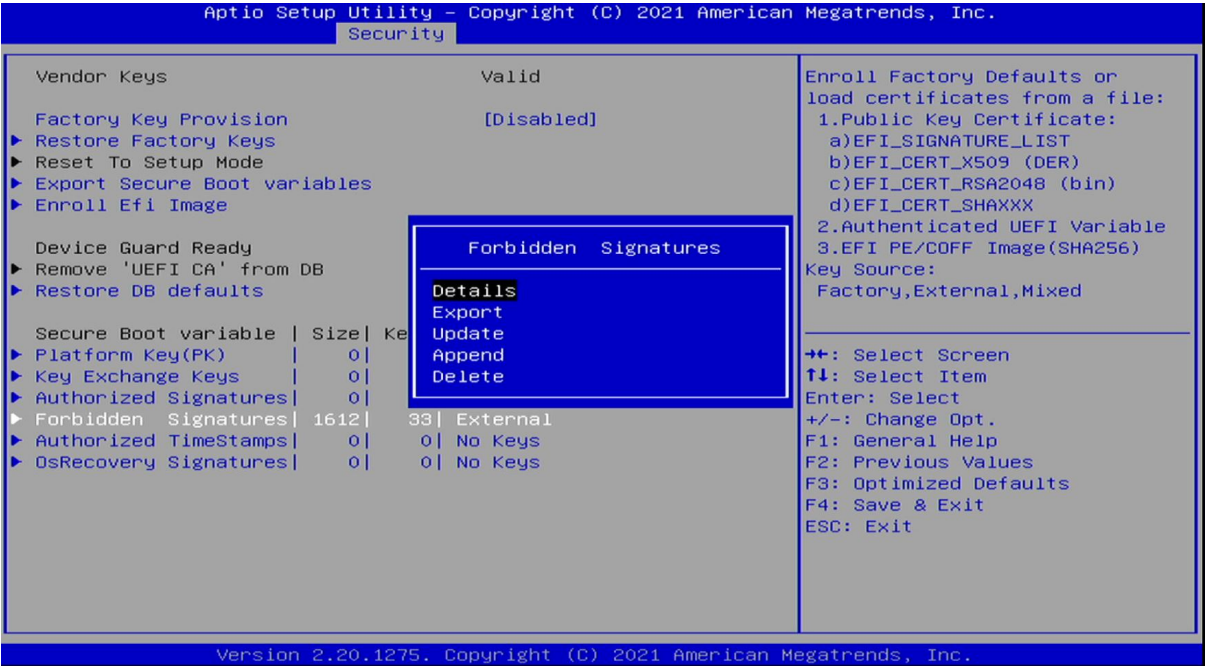 Aptio Setup Utility – Copyright (C) 2021 American Megatrends, Inc.
Security
Vendor Keys Valid
Factory Key Provision [Disabled]
Restore Factory Keys
Reset To Setup Mode
Export Secure Boot variables
Enroll Efi Image
Device Guard Ready
Remove 'UEFI CA' from DB
Restore DB defaults
Secure Boot variable | Size| Ke
Platform Key(PK) | 0|
Key Exchange Keys | 0|
Authorized Signatures| 0|
Forbidden Signatures| 1612| 33| External
Authorized TimeStamps| 0| 0| No Keys
OsRecovery Signatures| 0| 0| No Keys
Forbidden Signatures
Details
Export
Update
Append
Delete
Enroll Factory Defaults or
load certificates from a file:
1.Public Key Certificate:
a)EFI_SIGNATURE_LIST
b)EFI_CERT_X509 (DER)
c)EFI_CERT_RSA2048 (bin)
d)EFI_CERT_SHAXXX
2.Authenticated UEFI Variable
3.EFI PE/COFF Image(SHA256)
Key Source:
Factory,External,Mixed
→←: Select Screen
↑↓: Select Item
Enter: Select
+/-: Change Opt.
F1: General Help
F2: Previous Values
F3: Optimized Defaults
F4: Save & Exit
ESC: Exit
Version 2.20.1275. Copyright (C) 2021 American Megatrends, Inc.